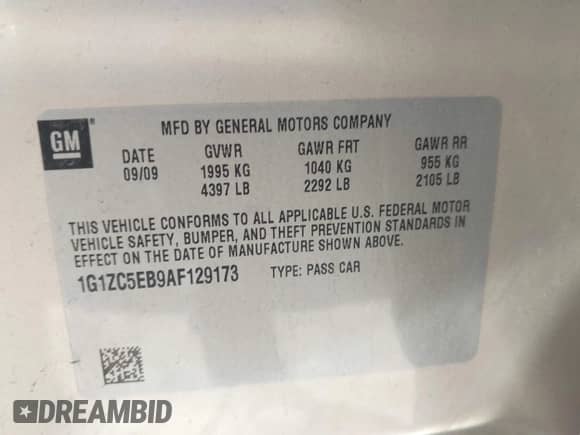 GM
MFD BY GENERAL MOTORS COMPANY
DATE GVWR GAWR FRT GAWR RR
09/09 1995 KG 1040 KG 955 KG
4397 LB 2292 LB 2105 LB
THIS VEHICLE CONFORMS TO ALL APPLICABLE U.S. FEDERAL MOTOR
VEHICLE SAFETY, BUMPER, AND THEFT PREVENTION STANDARDS IN
EFFECT ON THE DATE OF MANUFACTURE SHOWN ABOVE.
1G1ZC5EB9AF129173 TYPE: PASS CAR
DREAMBID